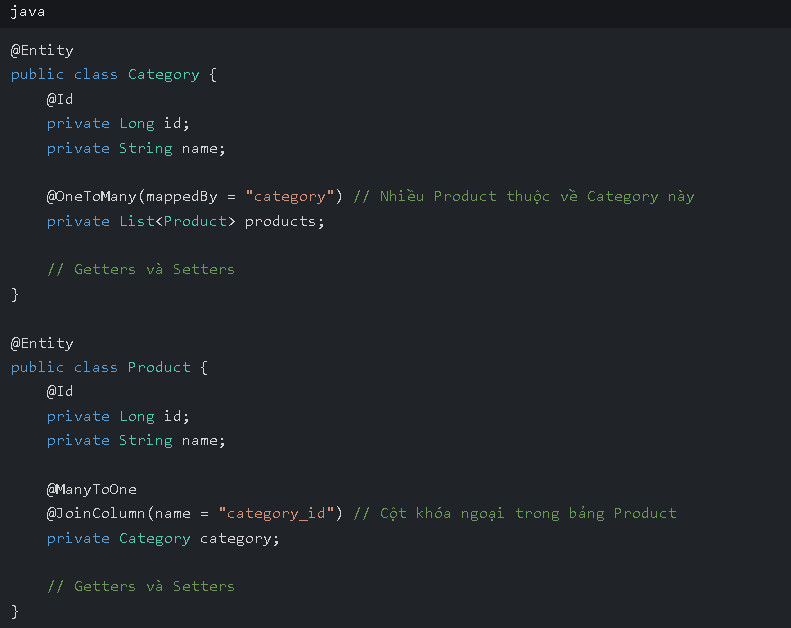 java
@Entity
public class Category {
    @Id
    private Long id;
    private String name;

    @OneToMany(mappedBy = "category") // Nhiều Product thuộc về Category này
    private List<Product> products;

    // Getters và Setters
}

@Entity
public class Product {
    @Id
    private Long id;
    private String name;

    @ManyToOne
    @JoinColumn(name = "category_id") // Cột khóa ngoại trong bảng Product
    private Category category;

    // Getters và Setters
}